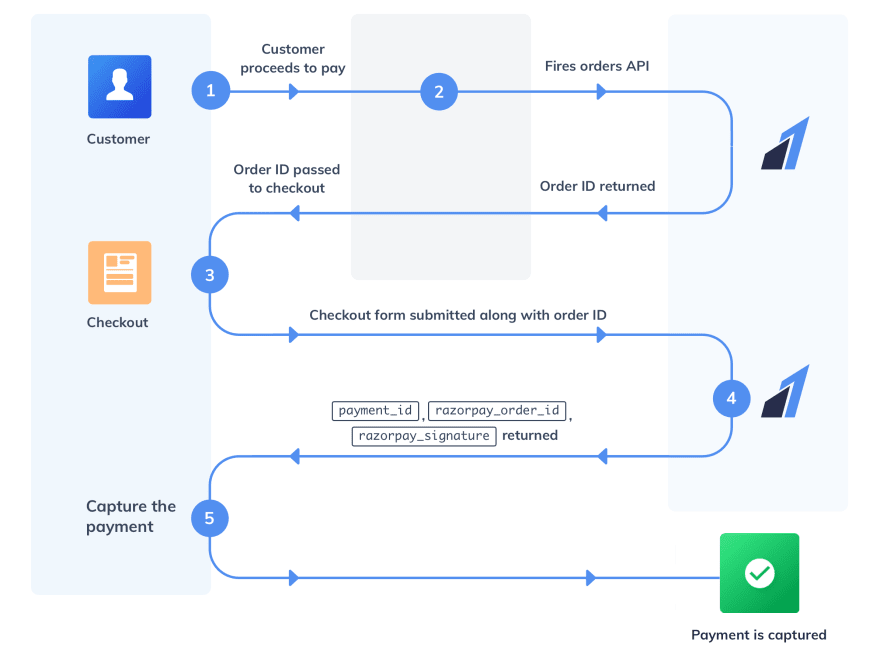 Customer
proceeds to pay
Fires orders API
1
2
Customer
Order ID passed
to checkout
Order ID returned
3
Checkout
Checkout form submitted along with order ID
4
payment_id , razorpay_order_id ,
razorpay_signature returned
Capture the
payment
5
Payment is captured